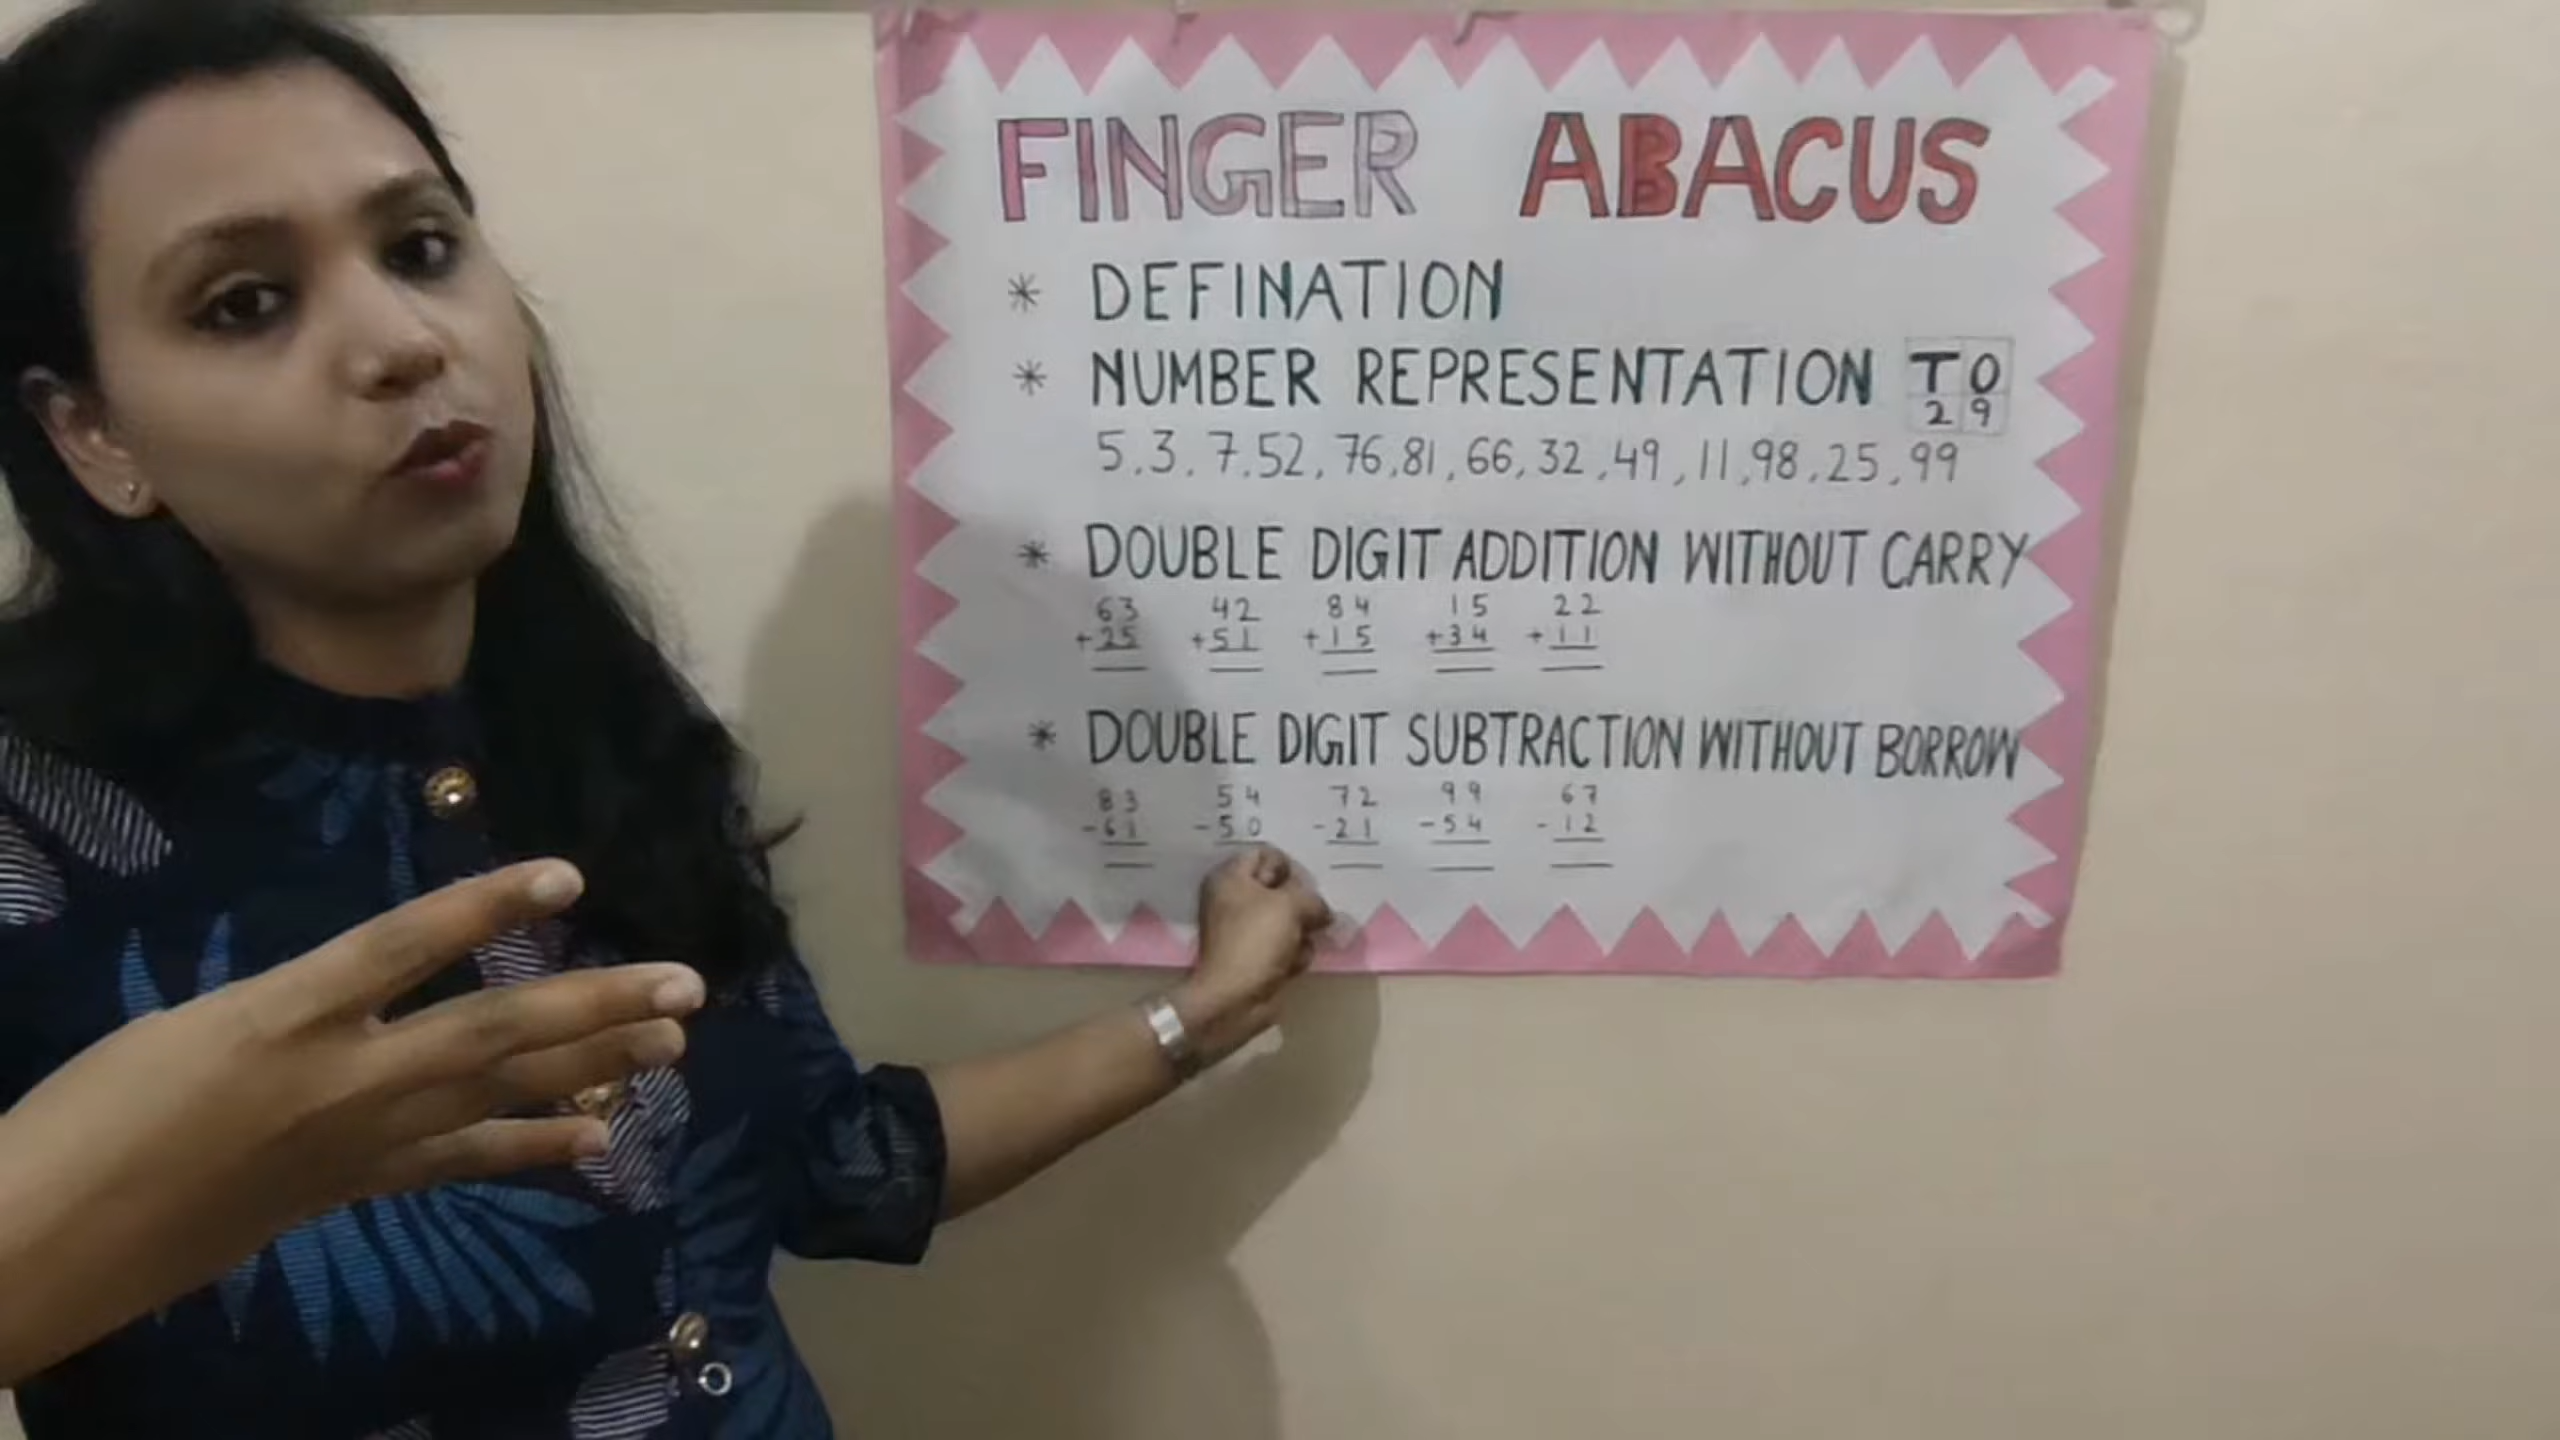 FINGER ABACUS
* DEFINATION
* NUMBER REPRESENTATION T O
2 9
5, 3, 7, 52, 76, 81, 66, 32, 49, 11, 98, 25, 99
* DOUBLE DIGIT ADDITION WITHOUT CARRY
63 42 84 15 22
+25 +51 +15 +34 +11
* DOUBLE DIGIT SUBTRACTION WITHOUT BORROW
83 54 72 99 67
-61 -50 -21 -54 -12